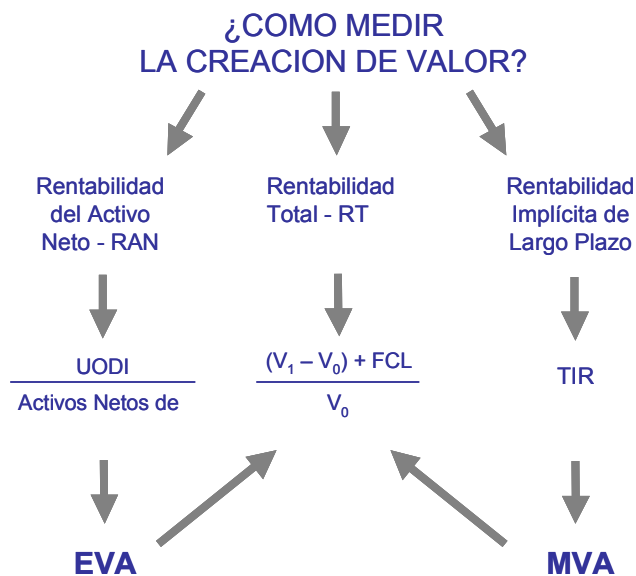 ¿COMO MEDIR
LA CREACION DE VALOR?
Rentabilidad
del Activo
Neto - RAN
Rentabilidad
Total - RT
Rentabilidad
Implícita de
Largo Plazo
UODI
Activos Netos de
(V₁ – V₀) + FCL
V₀
TIR
EVA
MVA